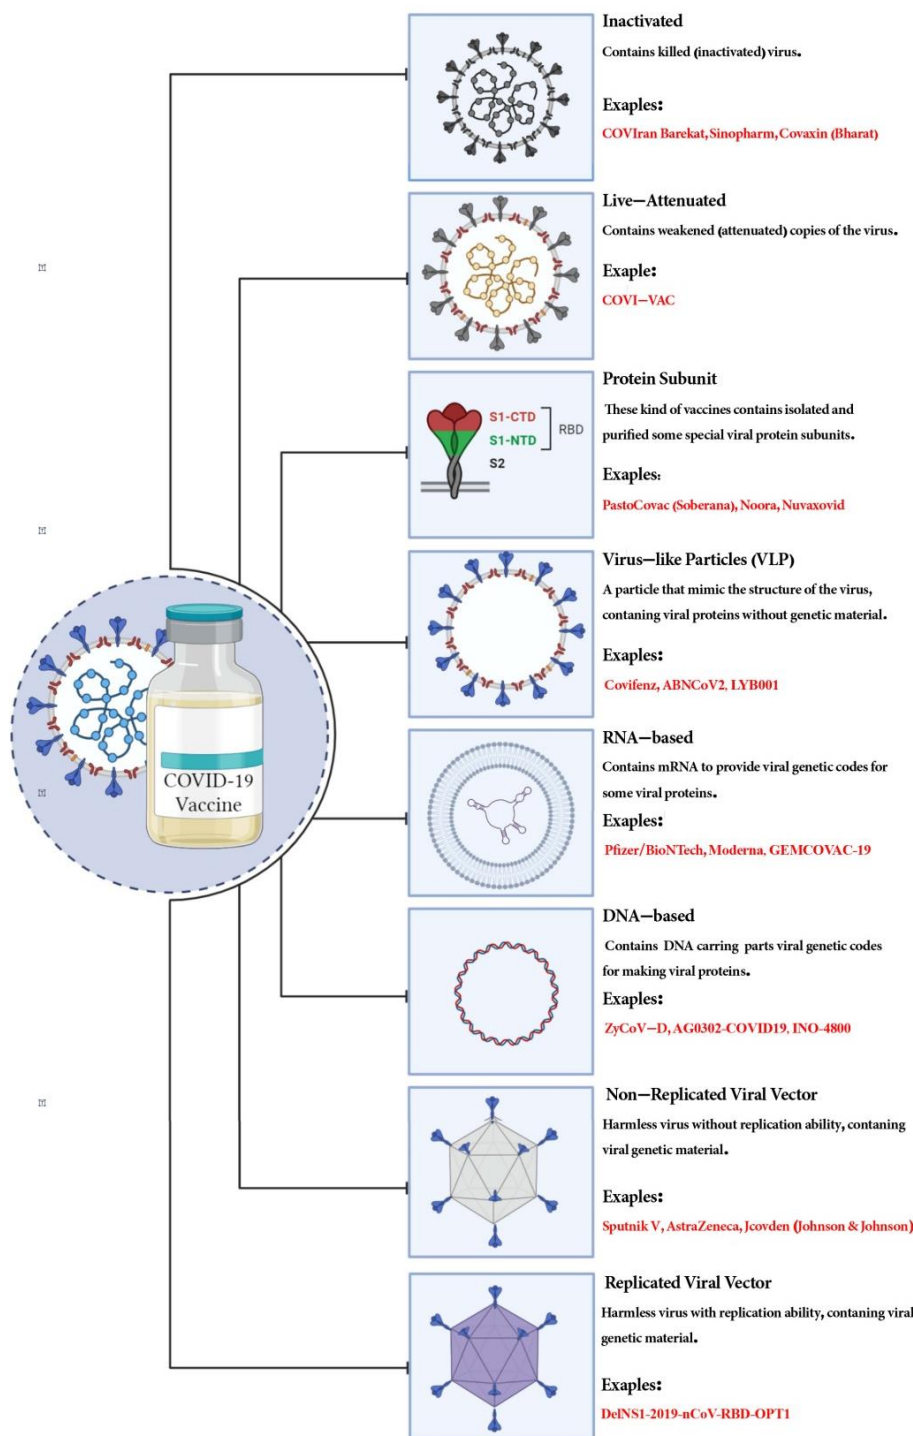 Inactivated
Contains killed (inactivated) virus.
Exaples:
COVIran Barekat, Sinopharm, Covaxin (Bharat)
Live–Attenuated
Contains weakened (attenuated) copies of the virus.
Exaple:
COVI–VAC
Protein Subunit
These kind of vaccines contains isolated and
purified some special viral protein subunits.
Exaples:
PastoCovac (Soberana), Noora, Nuvaxovid
S1-CTD
S1-NTD
RBD
S2
Virus–like Particles (VLP)
A particle that mimic the structure of the virus,
contaning viral proteins without genetic material.
Exaples:
Covifenz, ABNCoV2, LYB001
COVID-19
Vaccine
RNA–based
Contains mRNA to provide viral genetic codes for
some viral proteins.
Exaples:
Pfizer/BioNTech, Moderna, GEMCOVAC-19
DNA–based
Contains DNA carring parts viral genetic codes
for making viral proteins.
Exaples:
ZyCoV–D, AG0302-COVID19, INO-4800
Non–Replicated Viral Vector
Harmless virus without replication ability, contaning
viral genetic material.
Exaples:
Sputnik V, AstraZeneca, Jcovden (Johnson & Johnson)
Replicated Viral Vector
Harmless virus with replication ability, contaning viral
genetic material.
Exaples:
DelNS1-2019-nCoV-RBD-OPT1